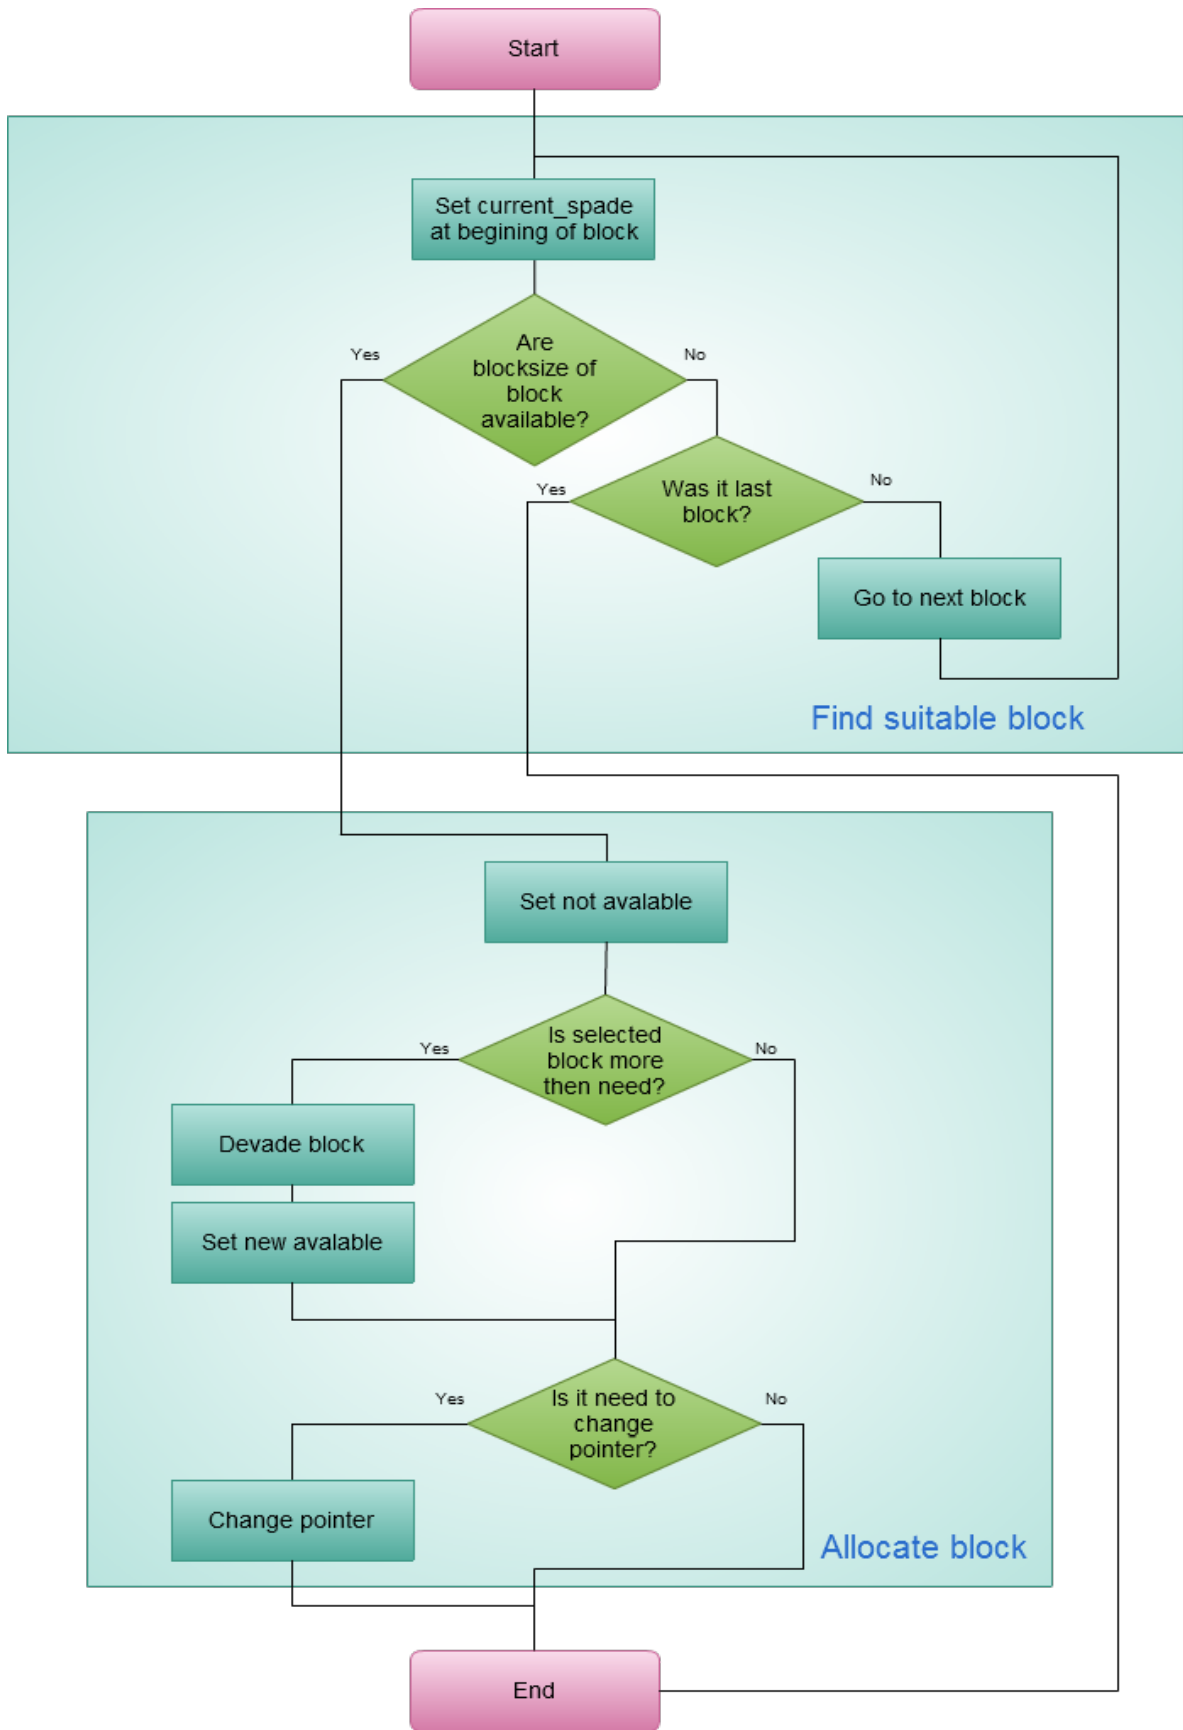 Start
Set current_spade
at begining of block
Are
blocksize of
block
available?
Yes
No
Was it last
block?
Yes
No
Go to next block
Find suitable block
Set not avalable
Is selected
block more
then need?
Yes
No
Devade block
Set new avalable
Is it need to
change
pointer?
Yes
No
Change pointer
Allocate block
End